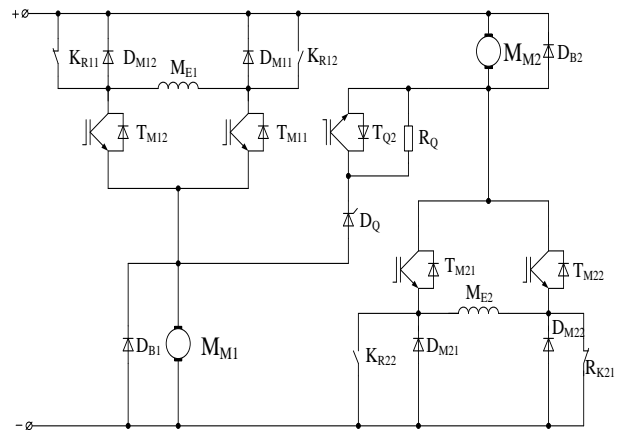 +
K_R11 D_M12 M_E1 D_M11 K_R12 M_M2 D_B2
T_M12 T_M11 T_Q2 R_Q
D_Q
T_M21 T_M22
M_E2
D_B1 M_M1 K_R22 D_M21 D_M22 R_K21
−